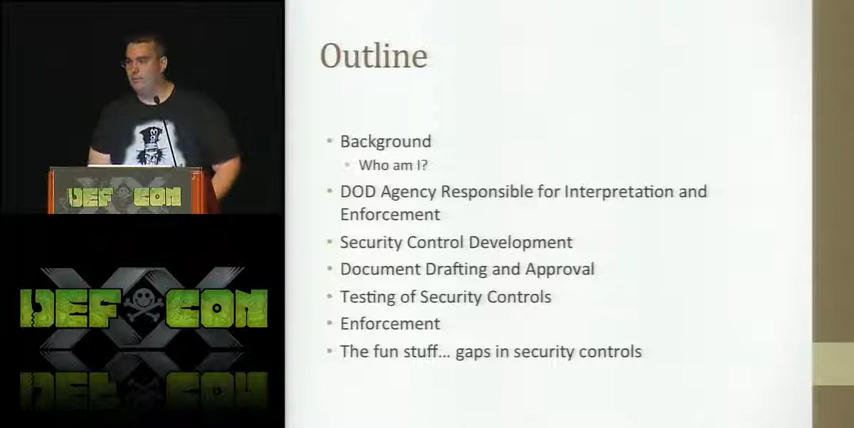 Outline
Background
Who am I?
DOD Agency Responsible for Interpretation and
Enforcement
Security Control Development
Document Drafting and Approval
Testing of Security Controls
Enforcement
The fun stuff... gaps in security controls
DEF CON
XX
DEF CON